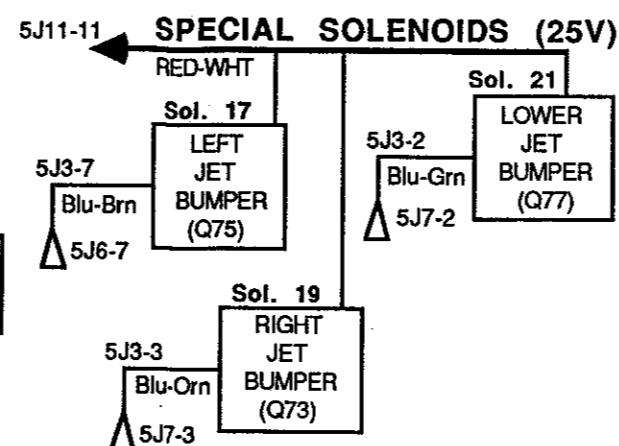 5J11-11
SPECIAL SOLENOIDS (25V)
RED-WHT
Sol. 17
LEFT
JET
BUMPER
(Q75)
5J3-7
Blu-Brn
5J6-7
Sol. 21
LOWER
JET
BUMPER
(Q77)
5J3-2
Blu-Grn
5J7-2
Sol. 19
RIGHT
JET
BUMPER
(Q73)
5J3-3
Blu-Orn
5J7-3